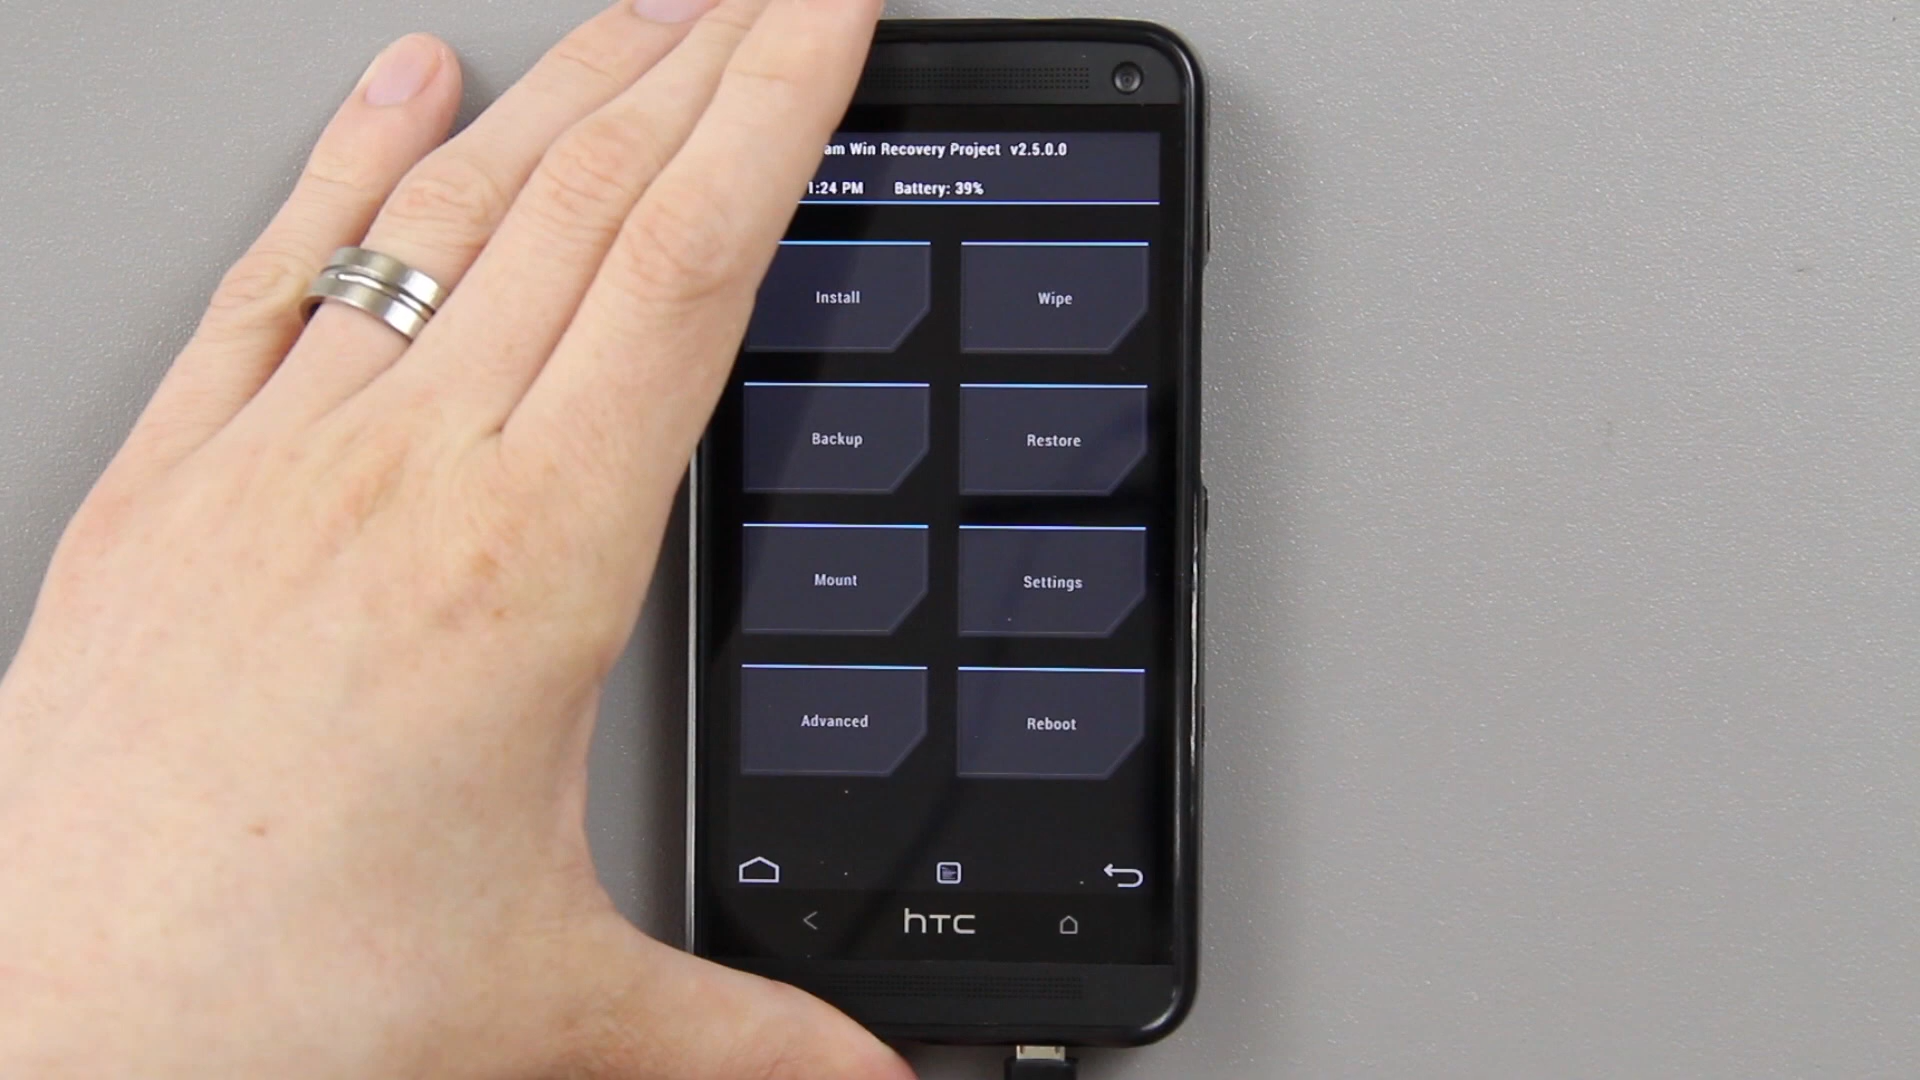 am Win Recovery Project v2.5.0.0
1:24 PM Battery: 39%
Install Wipe
Backup Restore
Mount Settings
Advanced Reboot
hTC